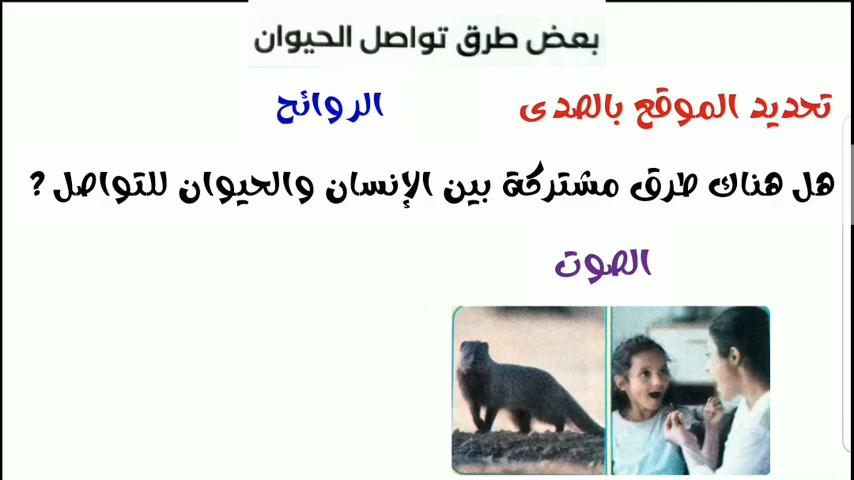 بعض طرق تواصل الحيوان
تحديد الموقع بالصدى الروائح
هل هناك طرق مشتركة بين الإنسان والحيوان للتواصل ?
الصوت